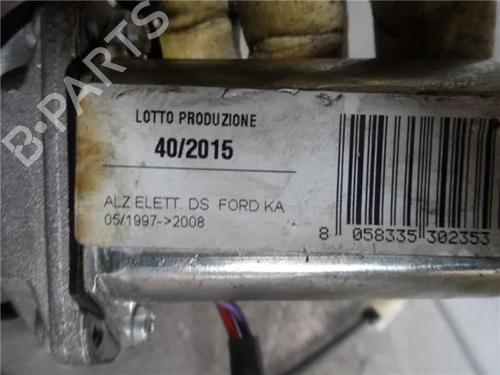 B-PARTS
LOTTO PRODUZIONE
40/2015
ALZ ELETT. DS FORD KA
05/1997->2008
8 058335 302353